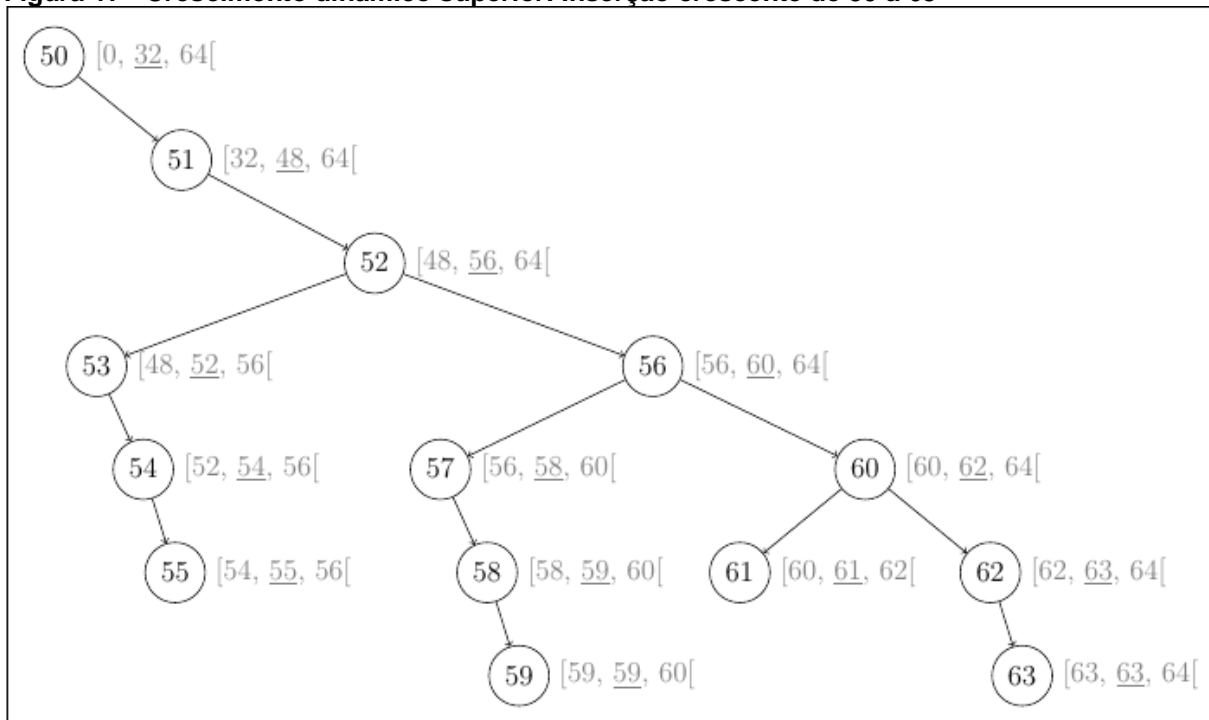 Figura 17 – Crescimento dinâmico superior: inserção crescente de 50 a 63
50 [0, 32, 64[
51 [32, 48, 64[
52 [48, 56, 64[
53 [48, 52, 56[ 56 [56, 60, 64[
54 [52, 54, 56[ 57 [56, 58, 60[ 60 [60, 62, 64[
55 [54, 55, 56[ 58 [58, 59, 60[ 61 [60, 61, 62[ 62 [62, 63, 64[
59 [59, 59, 60[ 63 [63, 63, 64[